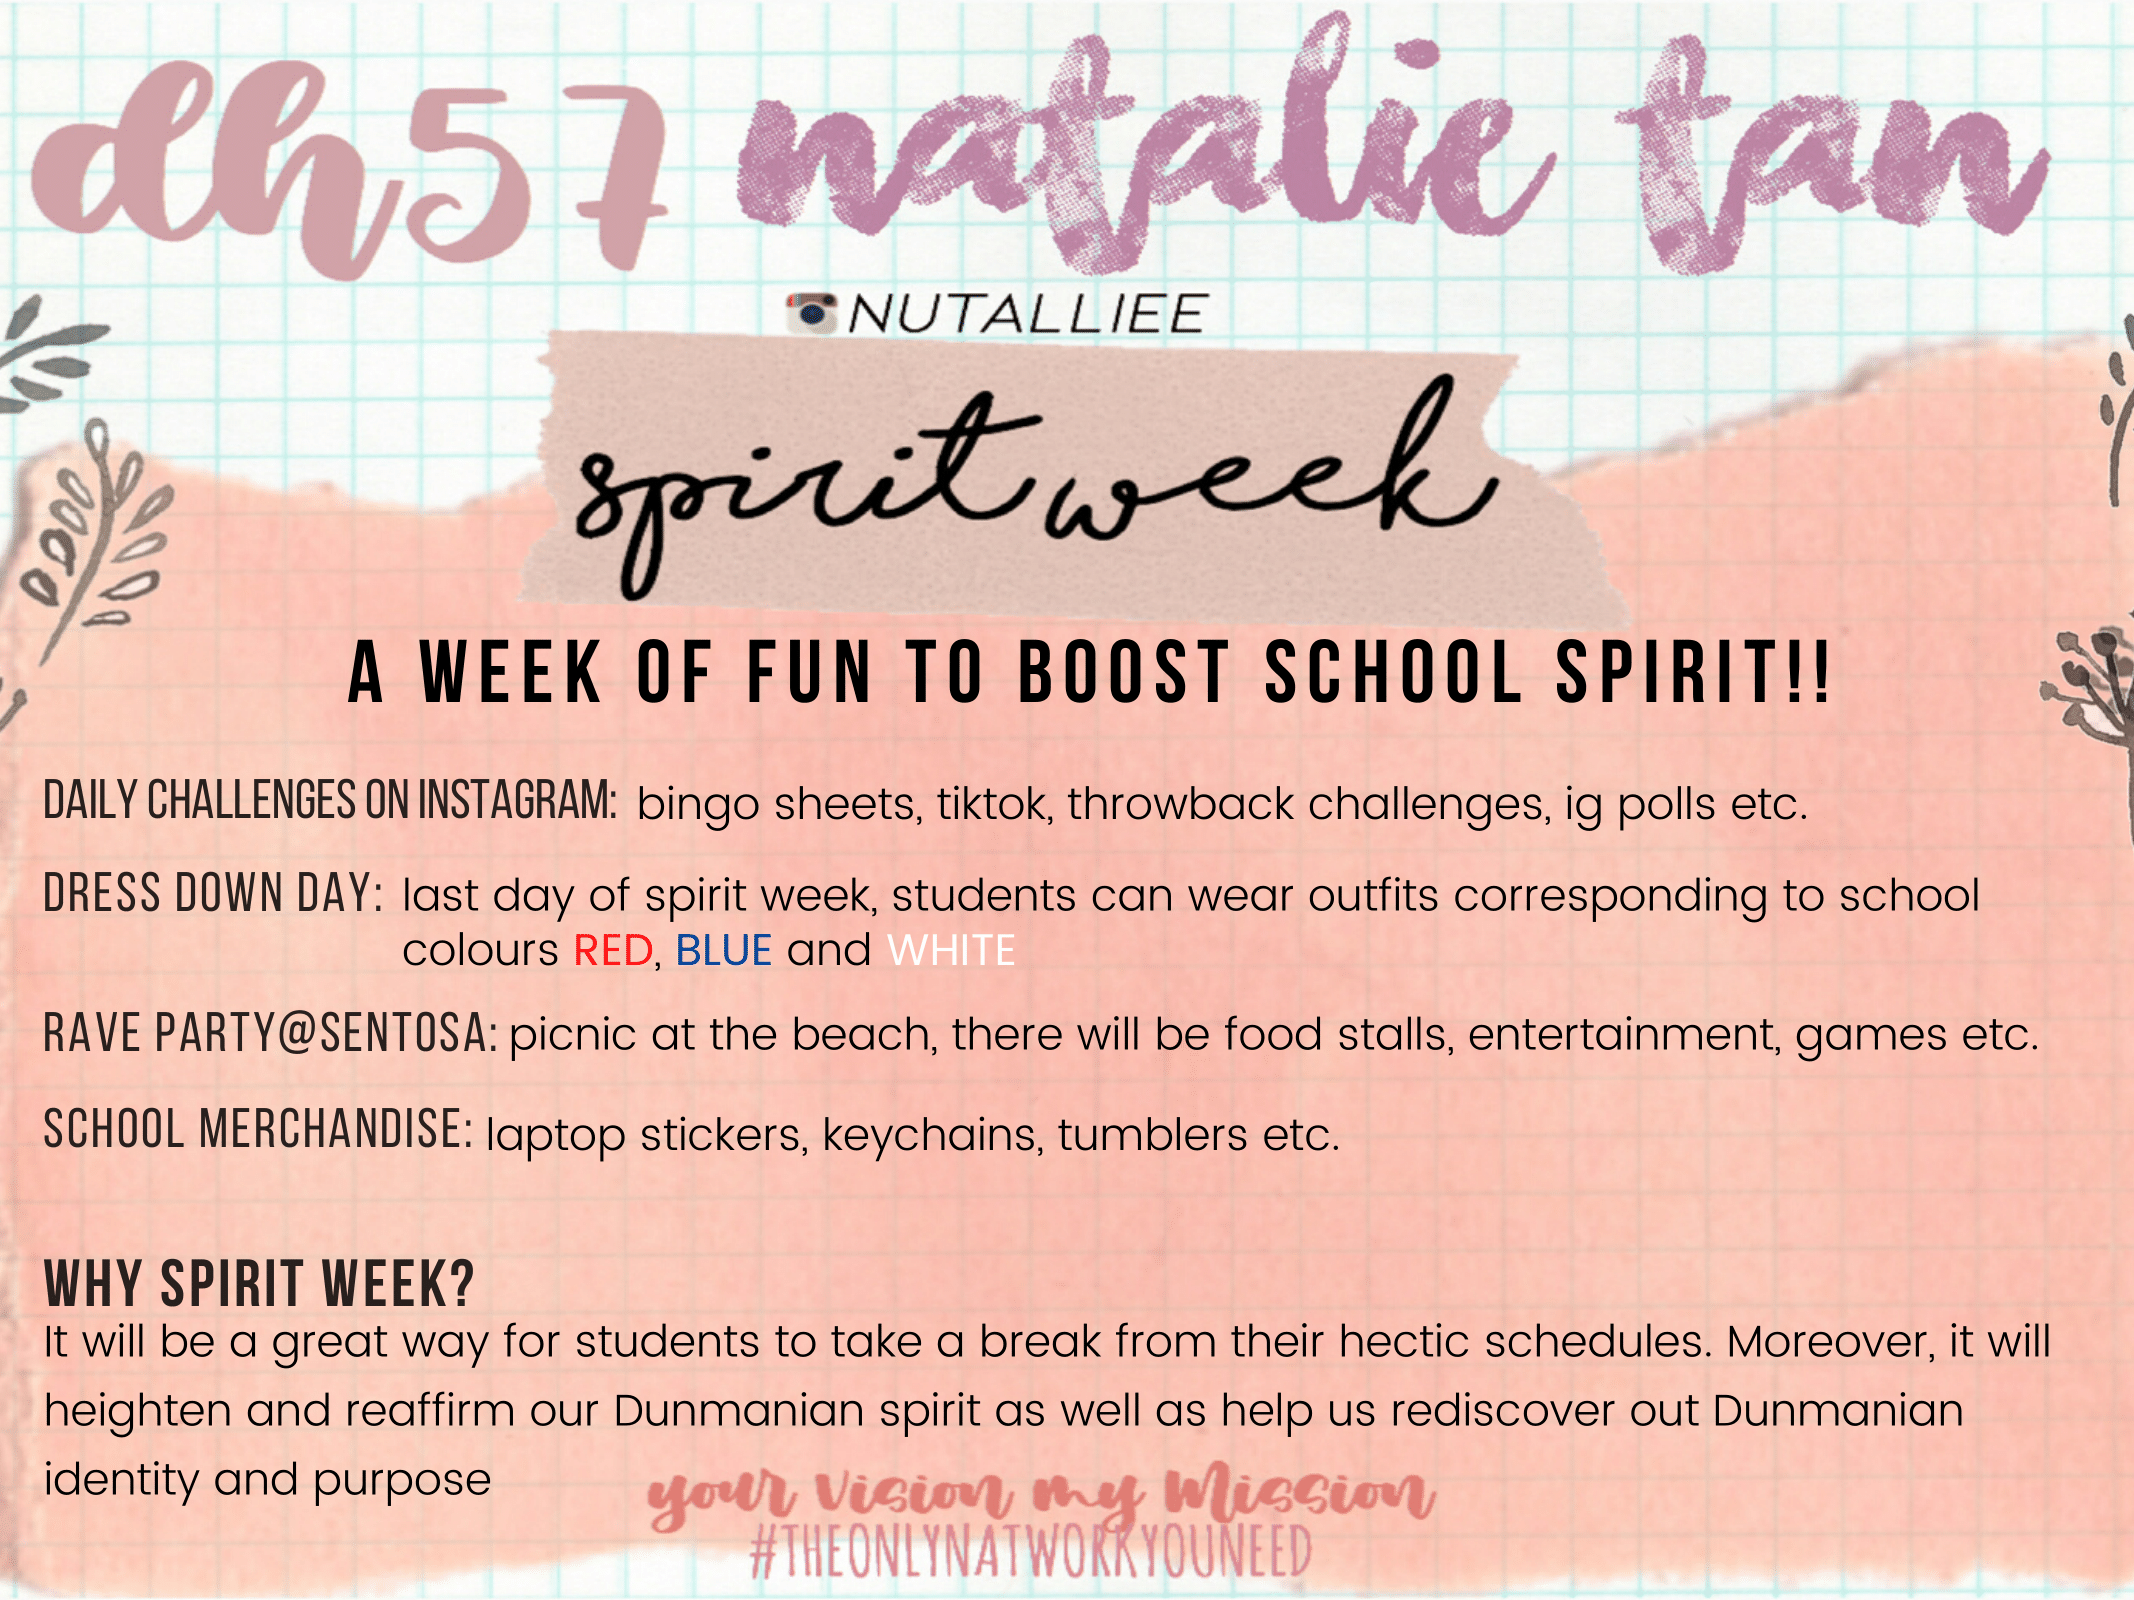 dh57 natalie tan
NUTALLIEE
spirit week
A WEEK OF FUN TO BOOST SCHOOL SPIRIT!!
DAILY CHALLENGES ON INSTAGRAM: bingo sheets, tiktok, throwback challenges, ig polls etc.
DRESS DOWN DAY: last day of spirit week, students can wear outfits corresponding to school
colours RED, BLUE and WHITE
RAVE PARTY@SENTOSA: picnic at the beach, there will be food stalls, entertainment, games etc.
SCHOOL MERCHANDISE: laptop stickers, keychains, tumblers etc.
WHY SPIRIT WEEK?
It will be a great way for students to take a break from their hectic schedules. Moreover, it will
heighten and reaffirm our Dunmanian spirit as well as help us rediscover out Dunmanian
identity and purpose
your vision my mission
#THEONLYNATWORKYOUNEED